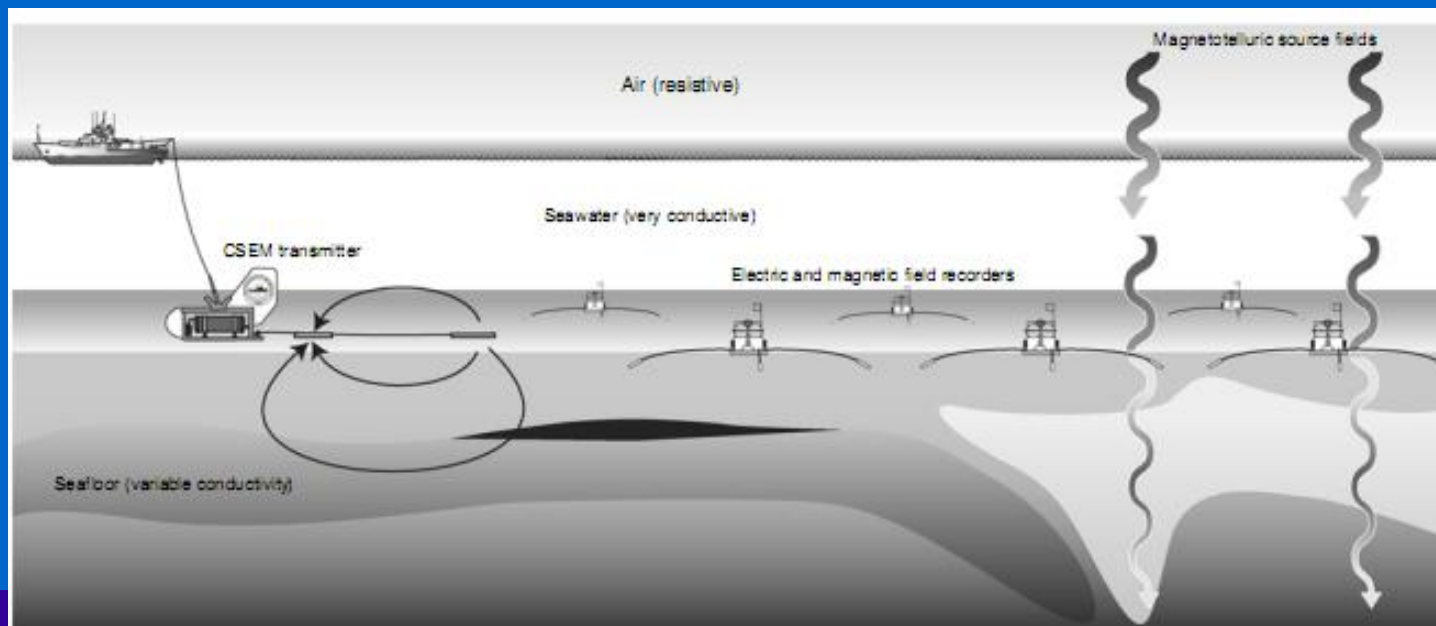 Magnetotelluric source fields
Air (resistive)
Seawater (very conductive)
CSEM transmitter
Electric and magnetic field recorders
Seafloor (variable conductivity)